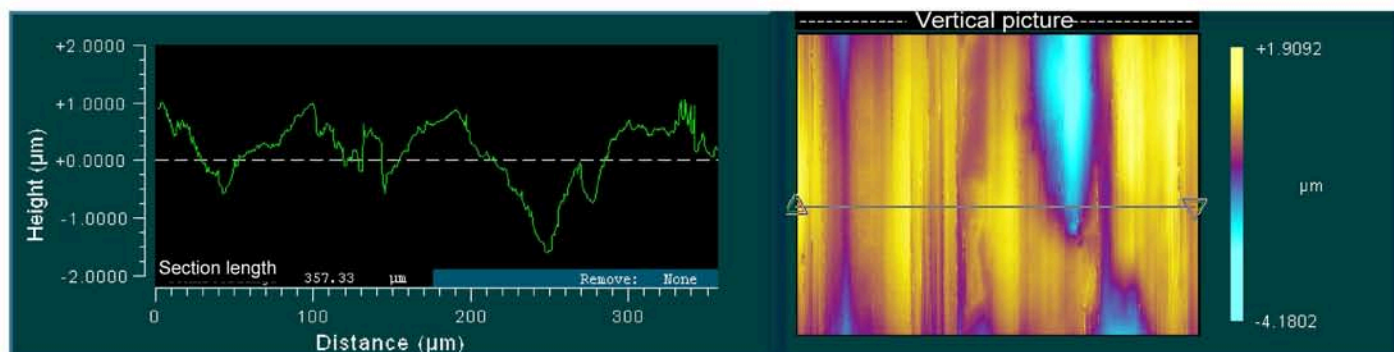 +2.0000
+1.0000
+0.0000
-1.0000
-2.0000
Height (µm)
Section length
357.33 µm
Remove: None
0 100 200 300
Distance (µm)
Vertical picture
+1.9092
µm
-4.1802